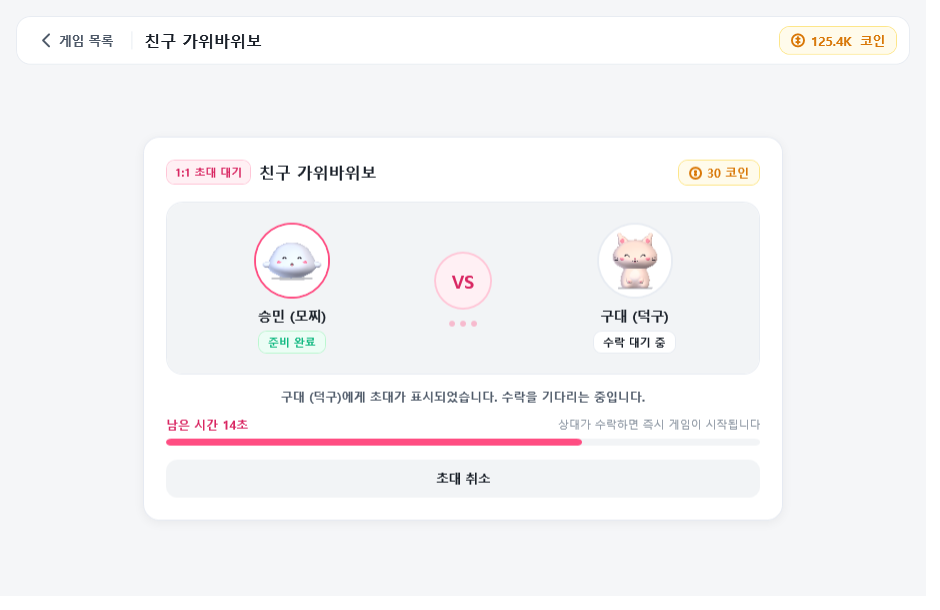 게임 목록
친구 가위바위보
125.4K 코인
1:1 초대 대기
친구 가위바위보
30 코인
VS
승민 (모찌)
구대 (덕구)
준비 완료
수락 대기 중
구대 (덕구)에게 초대가 표시되었습니다. 수락을 기다리는 중입니다.
남은 시간 14초
상대가 수락하면 즉시 게임이 시작됩니다
초대 취소